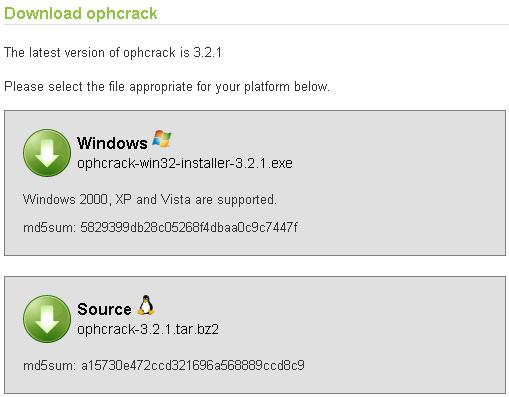 Download ophcrack
The latest version of ophcrack is 3.2.1
Please select the file appropriate for your platform below.
Windows
ophcrack-win32-installer-3.2.1.exe
Windows 2000, XP and Vista are supported.
md5sum: 5829399db28c05268f4dbaa0c9c7447f
Source
ophcrack-3.2.1.tar.bz2
md5sum: a15730e472ccd321696a568889ccd8c9